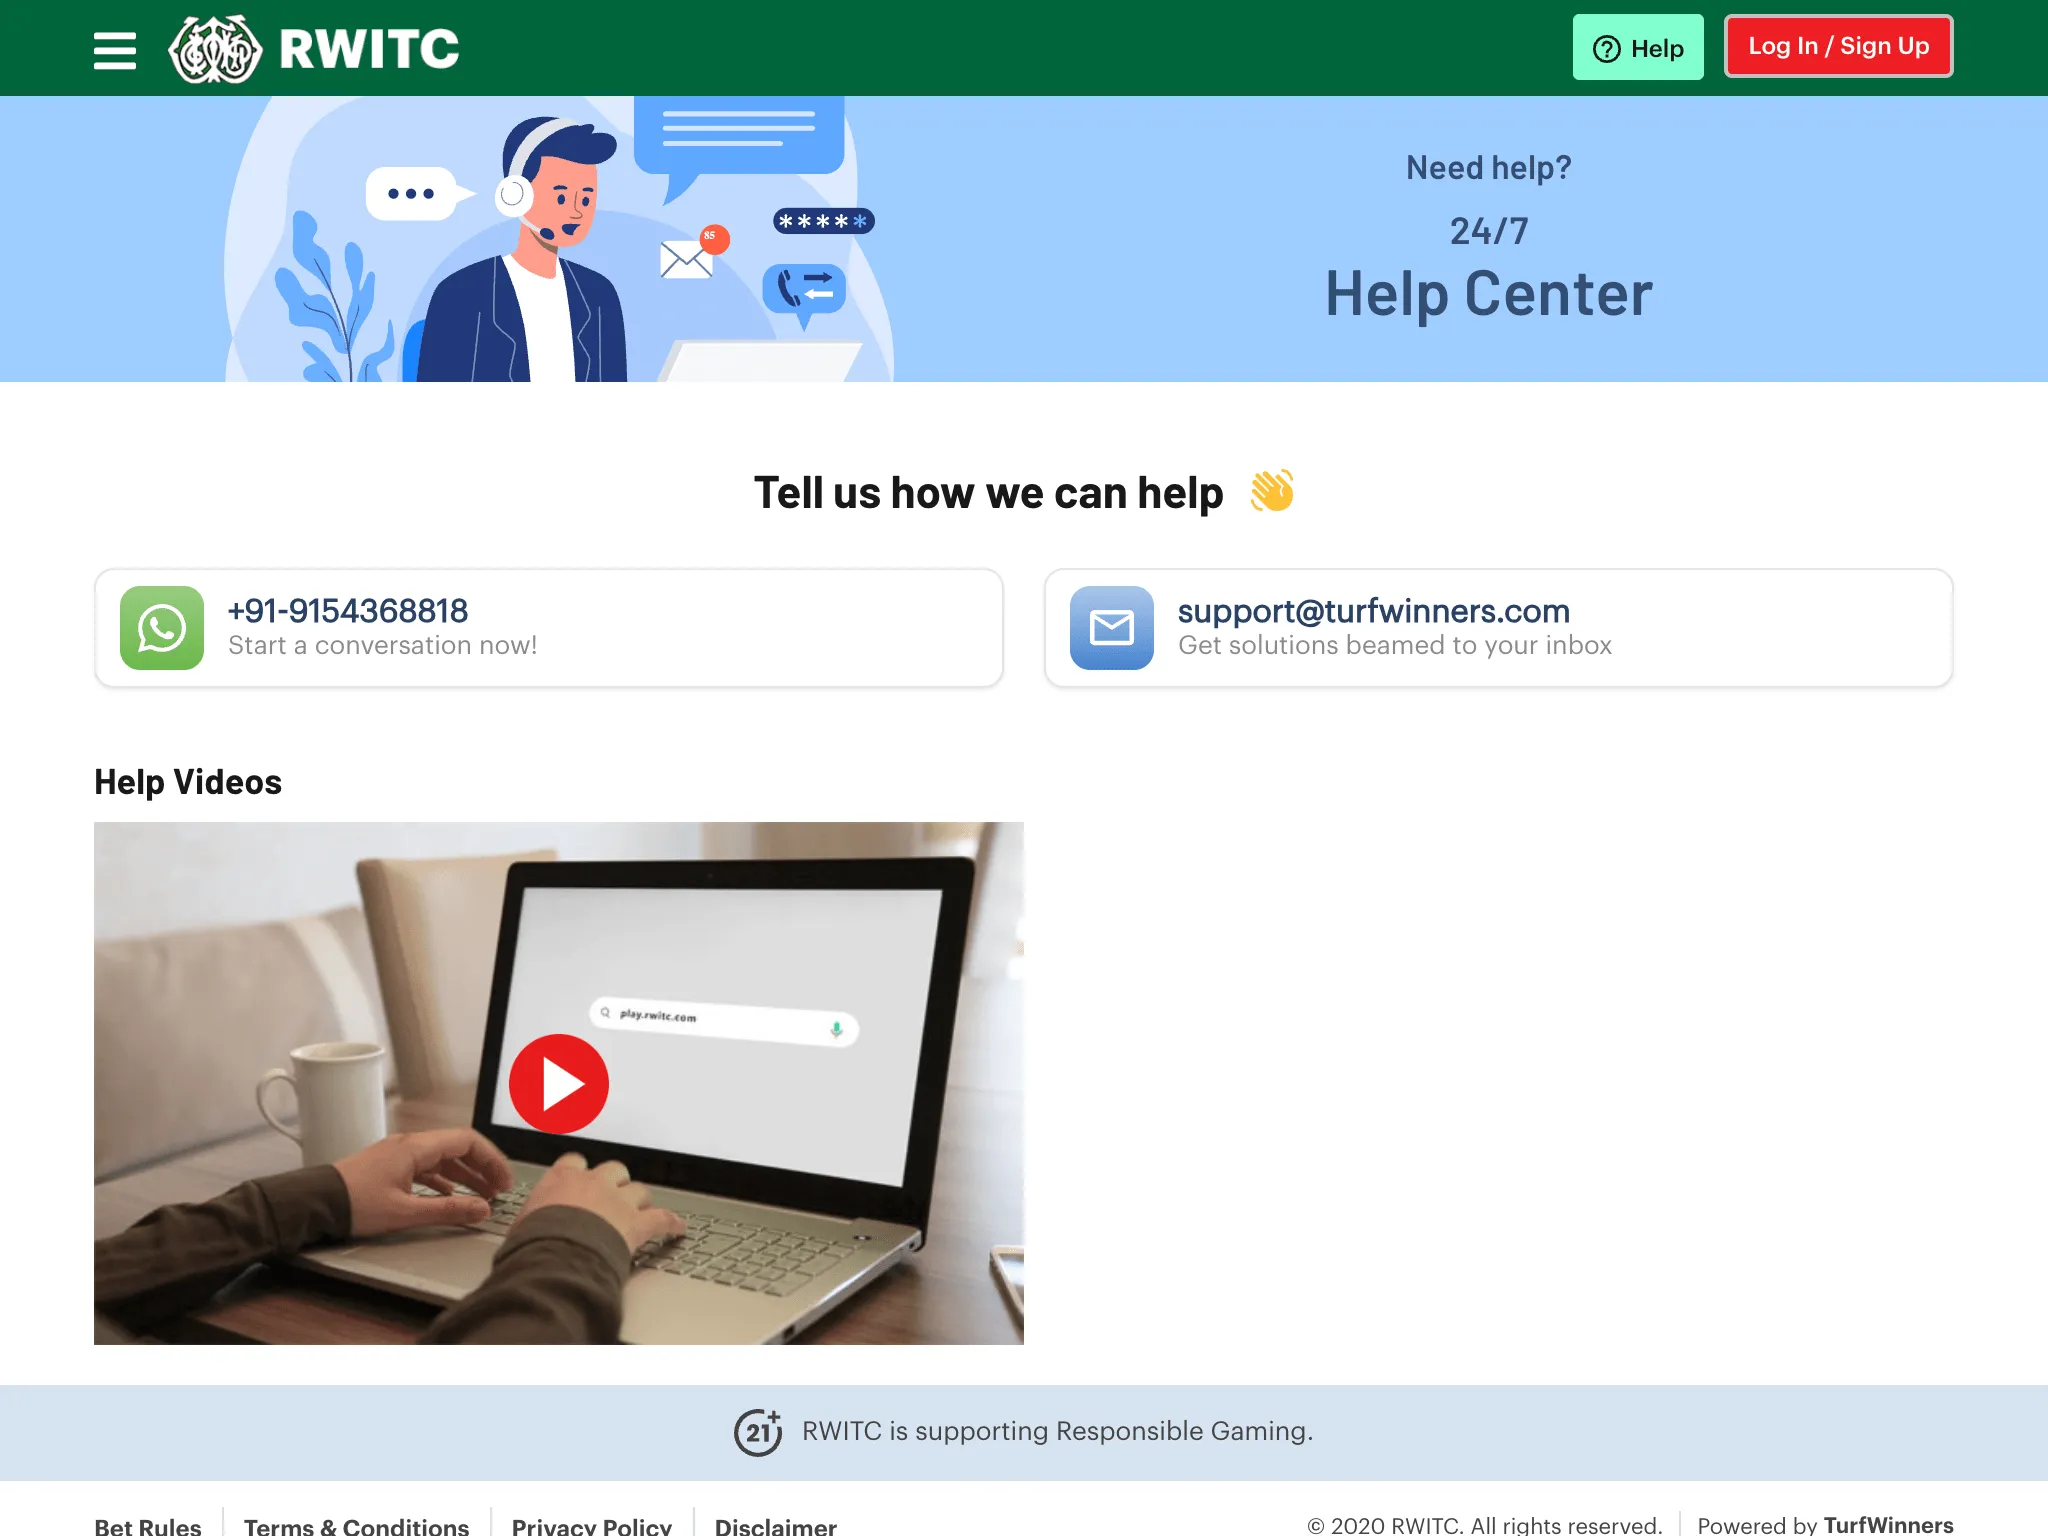 RWITC
Help
Log In / Sign Up
85
*****
Need help?
24/7
Help Center
Tell us how we can help
+91-9154368818
Start a conversation now!
support@turfwinners.com
Get solutions beamed to your inbox
Help Videos
play.rwitc.com
21+
RWITC is supporting Responsible Gaming.
Bet Rules
Terms & Conditions
Privacy Policy
Disclaimer
© 2020 RWITC. All rights reserved.
Powered by TurfWinners